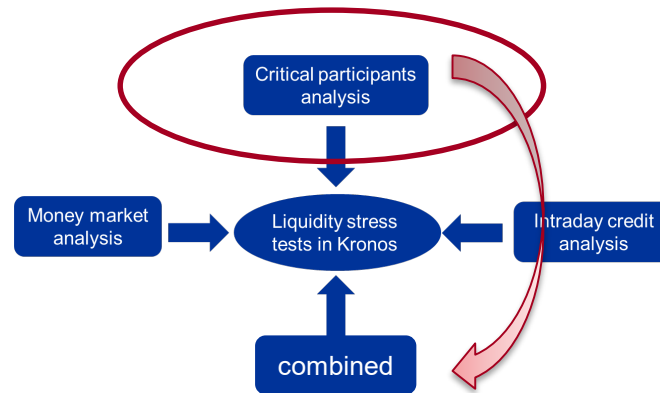 Critical participants
analysis
Money market
analysis
Liquidity stress
tests in Kronos
Intraday credit
analysis
combined